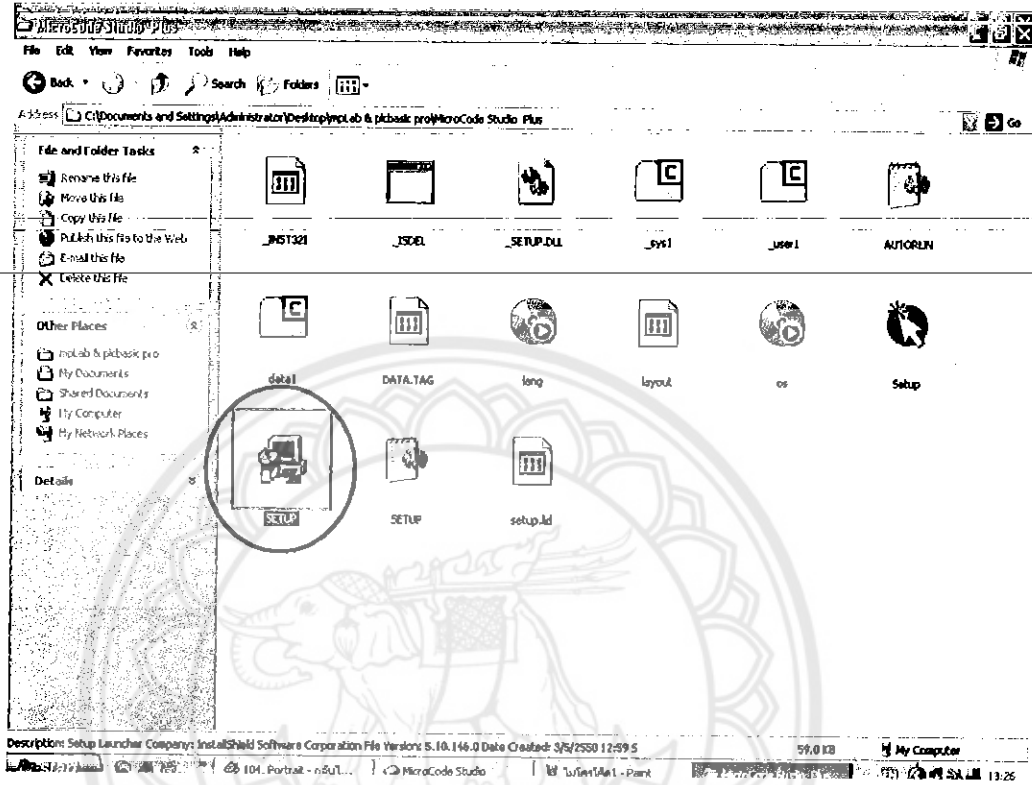 MicroCode Studio Plus
File Edit View Favorites Tools Help
Back Search Folders
Address C:\Documents and Settings\Administrator\Desktop\mpLab & picbasic pro\MicroCode Studio Plus Go
File and Folder Tasks
Rename this file
Move this file
Copy this file
Publish this file to the Web
E-mail this file
Delete this file
Other Places
mpLab & picbasic pro
My Documents
Shared Documents
My Computer
My Network Places
Details
_INST32I _ISDEL _SETUP.DLL _sys1 _user1 AUTORUN
data1 DATA.TAG lang layout os Setup
SETUP SETUP setup.lid
Description: Setup Launcher Company: InstallShield Software Corporation File Version: 5.10.146.0 Date Created: 3/5/2550 12:59 59.0 KB My Computer
104. Portrait - MicroCode Studio - Paint 13:26